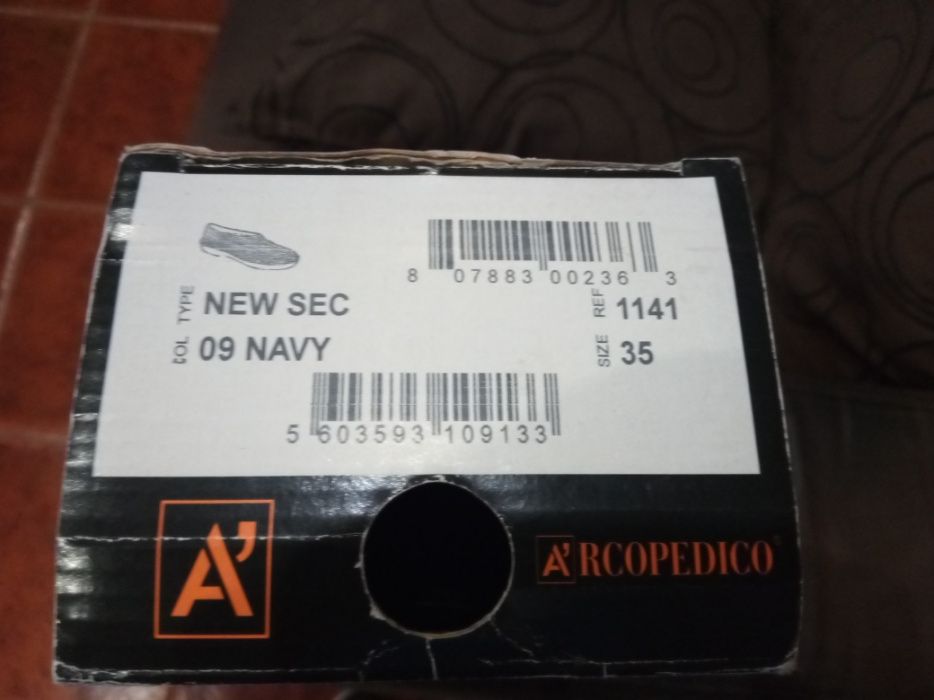 8 07883 00236 3
TYPE NEW SEC
REF 1141
COL 09 NAVY
SIZE 35
5 603593 109133
A'
A'RCOPEDICO